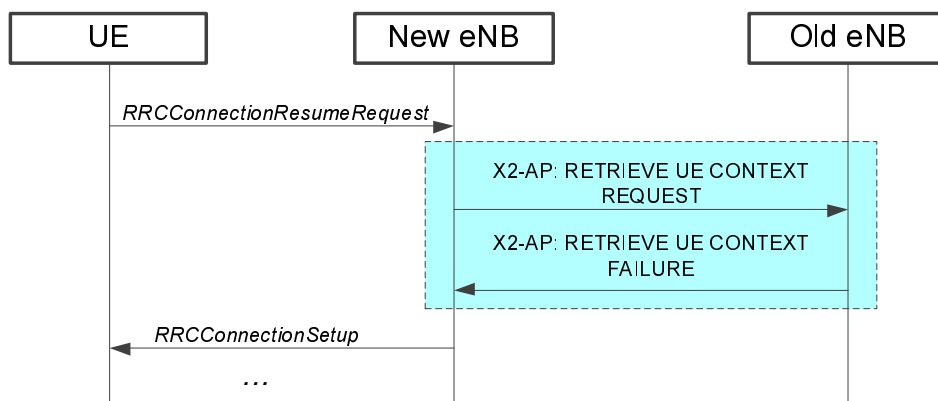 UE
New eNB
Old eNB
RRCConnectionResumeRequest
X2-AP: RETRIEVE UE CONTEXT
REQUEST
X2-AP: RETRIEVE UE CONTEXT
FAILURE
RRCConnectionSetup
...